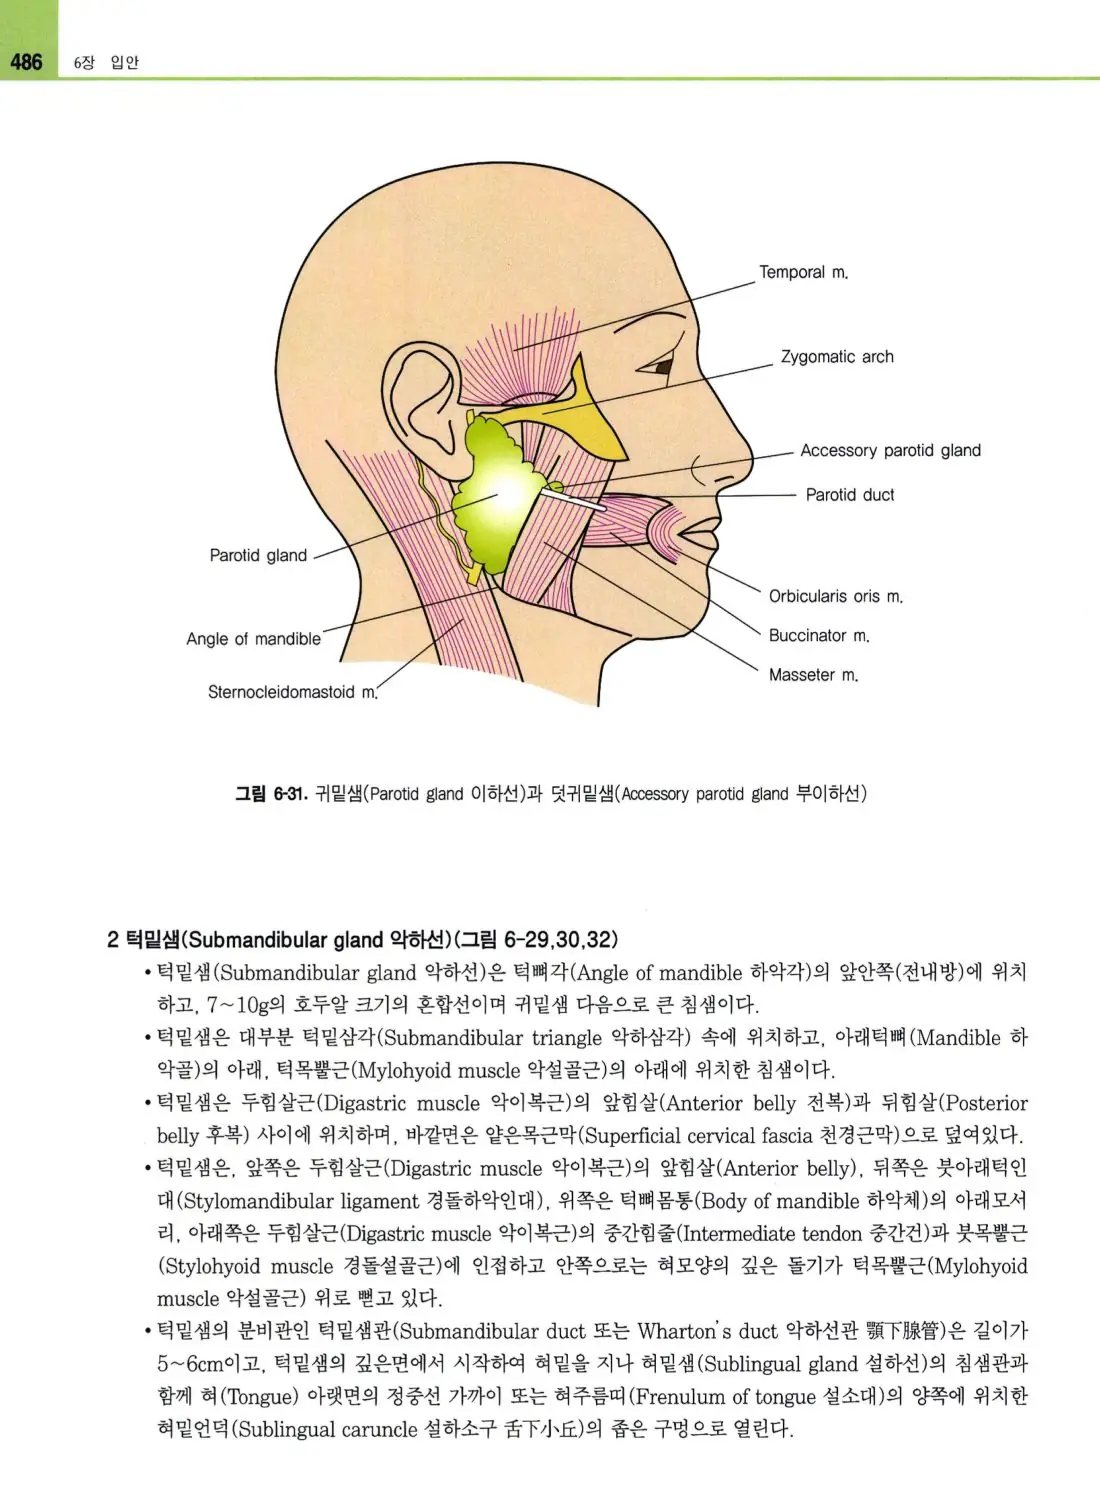 486 6장 입안
Temporal m.
Zygomatic arch
Accessory parotid gland
Parotid duct
Parotid gland
Orbicularis oris m.
Angle of mandible
Buccinator m.
Masseter m.
Sternocleidomastoid m.
그림 6-31. 귀밑샘(Parotid gland 이하선)과 덧귀밑샘(Accessory parotid gland 부이하선)
2 턱밑샘(Submandibular gland 악하선)(그림 6-29,30,32)
• 턱밑샘(Submandibular gland 악하선)은 턱뼈각(Angle of mandible 하악각)의 앞안쪽(전내방)에 위치
하고, 7~10g의 호두알 크기의 혼합선이며 귀밑샘 다음으로 큰 침샘이다.
• 턱밑샘은 대부분 턱밑삼각(Submandibular triangle 악하삼각) 속에 위치하고, 아래턱뼈(Mandible 하
악골)의 아래, 턱목뿔근(Mylohyoid muscle 악설골근)의 아래에 위치한 침샘이다.
• 턱밑샘은 두힘살근(Digastric muscle 악이복근)의 앞힘살(Anterior belly 전복)과 뒤힘살(Posterior
belly 후복) 사이에 위치하며, 바깥면은 얕은목근막(Superficial cervical fascia 천경근막)으로 덮여있다.
• 턱밑샘은, 앞쪽은 두힘살근(Digastric muscle 악이복근)의 앞힘살(Anterior belly), 뒤쪽은 붓아래턱인
대(Stylomandibular ligament 경돌하악인대), 위쪽은 턱뼈몸통(Body of mandible 하악체)의 아래모서
리, 아래쪽은 두힘살근(Digastric muscle 악이복근)의 중간힘줄(Intermediate tendon 중간건)과 붓목뿔근
(Stylohyoid muscle 경돌설골근)에 인접하고 안쪽으로는 혀모양의 깊은 돌기가 턱목뿔근(Mylohyoid
muscle 악설골근) 위로 뻗고 있다.
• 턱밑샘의 분비관인 턱밑샘관(Submandibular duct 또는 Wharton's duct 악하선관 顎下腺管)은 길이가
5~6cm이고, 턱밑샘의 깊은면에서 시작하여 혀밑을 지나 혀밑샘(Sublingual gland 설하선)의 침샘관과
함께 혀(Tongue) 아랫면의 정중선 가까이 또는 혀주름띠(Frenulum of tongue 설소대)의 양쪽에 위치한
혀밑언덕(Sublingual caruncle 설하소구 舌下小丘)의 좁은 구멍으로 열린다.